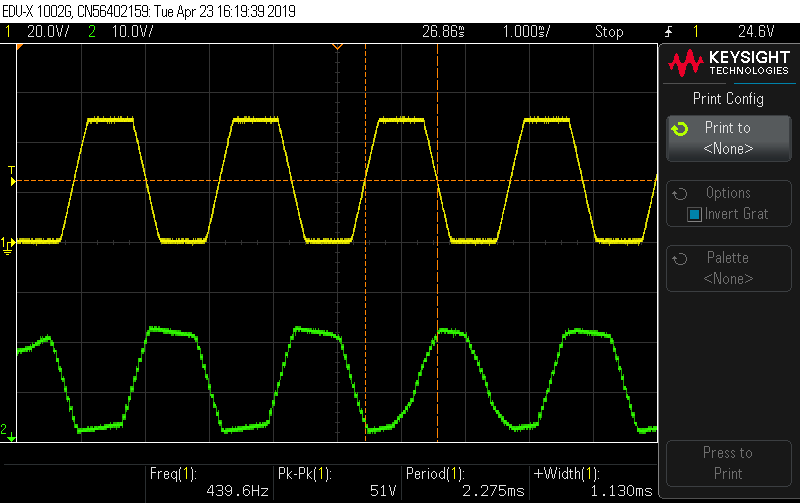 EDU-X 1002G, CN56402159: Tue Apr 23 16:19:39 2019
1 20.0V/ 2 10.0V/ 26.86ms 1.000ms/ Stop 1 24.6V
KEYSIGHT
TECHNOLOGIES
Print Config
Print to
<None>
Options
Invert Grat
Palette
<None>
Press to
Print
T
1
2
Freq(1): Pk-Pk(1): Period(1): +Width(1):
439.6Hz 51V 2.275ms 1.130ms